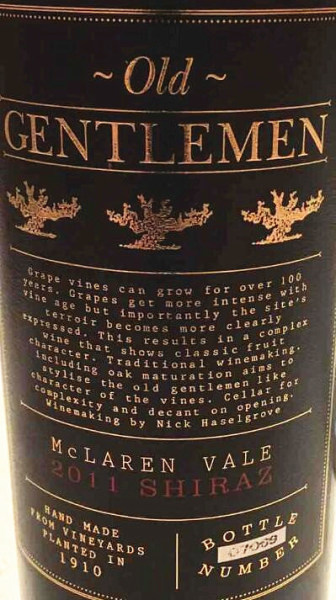 ~ Old ~
GENTLEMEN
Grape vines can grow for over 100
years. Grapes get more intense with
vine age but importantly the site's
terroir becomes more clearly
expressed. This results in a complex
wine that shows classic fruit
character. Traditional winemaking,
including oak maturation aims to
stylise the old gentlemen like
character of the vines. Cellar for
complexity and decant on opening.
Winemaking by Nick Haselgrove
McLAREN VALE
2011 SHIRAZ
HAND MADE
FROM VINEYARDS
PLANTED IN
1910
BOTTLE
NUMBER